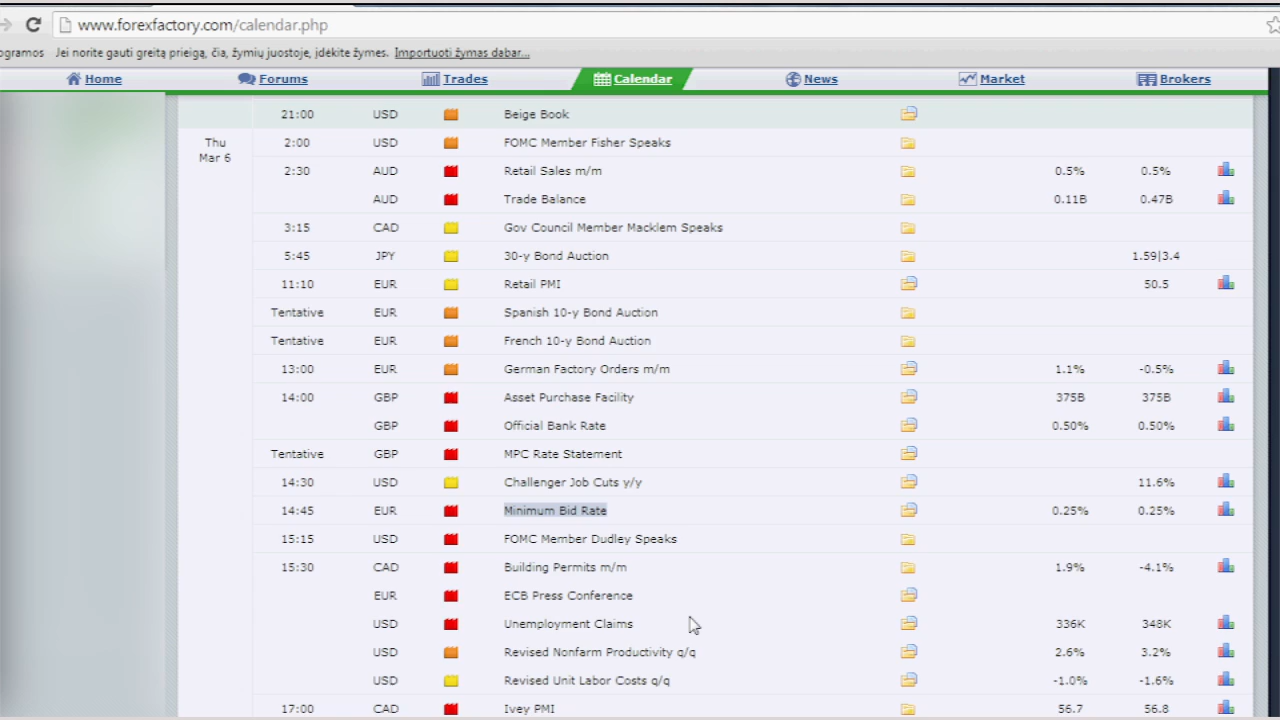 www.forexfactory.com/calendar.php
ogramos Jei norite gauti greitą prieigą, čia, žymių juostoje, įdėkite žymes. Importuoti žymas dabar...
Home Forums Trades Calendar News Market Brokers
21:00 USD Beige Book
Thu Mar 6 2:00 USD FOMC Member Fisher Speaks
2:30 AUD Retail Sales m/m 0.5% 0.5%
AUD Trade Balance 0.11B 0.47B
3:15 CAD Gov Council Member Macklem Speaks
5:45 JPY 30-y Bond Auction 1.59|3.4
11:10 EUR Retail PMI 50.5
Tentative EUR Spanish 10-y Bond Auction
Tentative EUR French 10-y Bond Auction
13:00 EUR German Factory Orders m/m 1.1% -0.5%
14:00 GBP Asset Purchase Facility 375B 375B
GBP Official Bank Rate 0.50% 0.50%
Tentative GBP MPC Rate Statement
14:30 USD Challenger Job Cuts y/y 11.6%
14:45 EUR Minimum Bid Rate 0.25% 0.25%
15:15 USD FOMC Member Dudley Speaks
15:30 CAD Building Permits m/m 1.9% -4.1%
EUR ECB Press Conference
USD Unemployment Claims 336K 348K
USD Revised Nonfarm Productivity q/q 2.6% 3.2%
USD Revised Unit Labor Costs q/q -1.0% -1.6%
17:00 CAD Ivey PMI 56.7 56.8